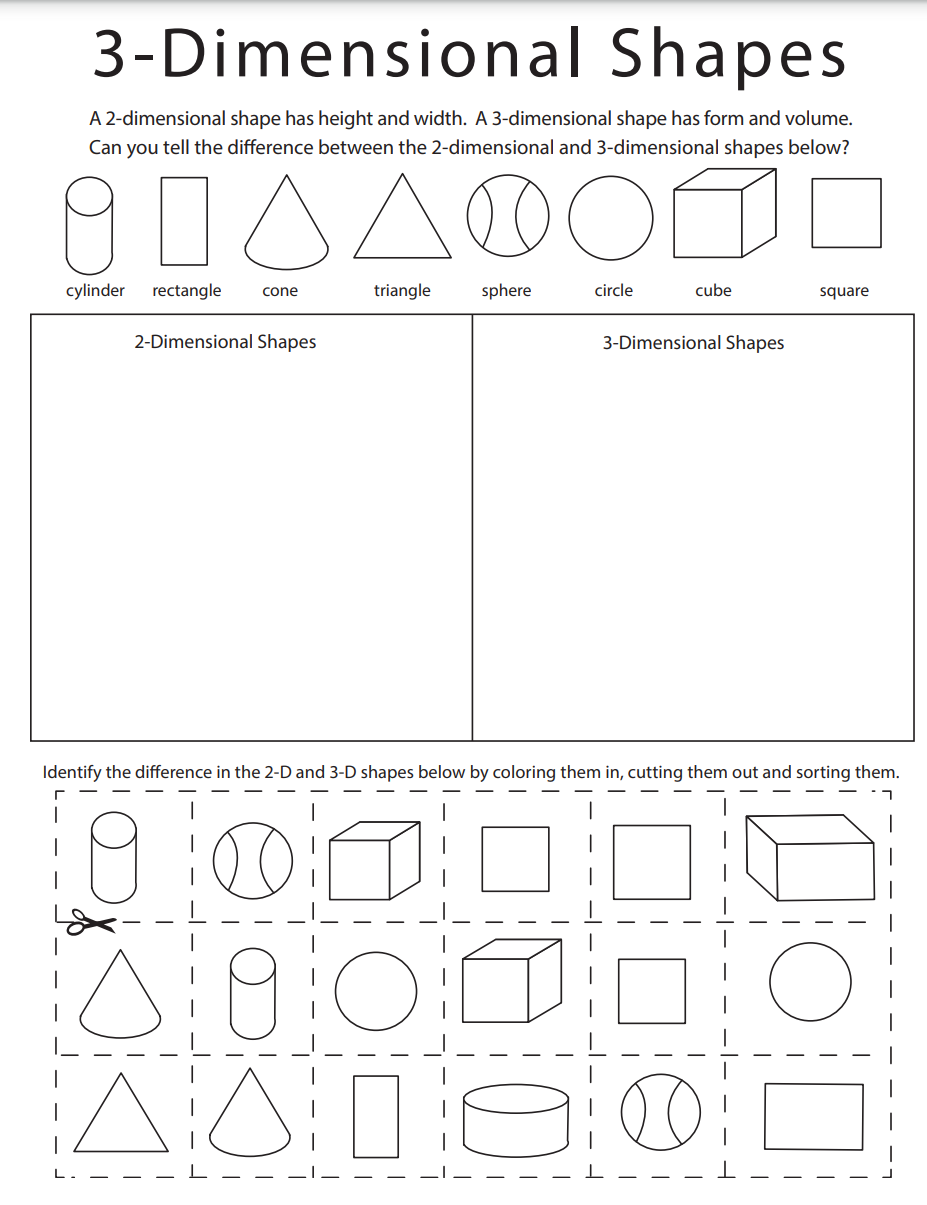 3-Dimensional Shapes
A 2-dimensional shape has height and width. A 3-dimensional shape has form and volume.
Can you tell the difference between the 2-dimensional and 3-dimensional shapes below?
cylinder rectangle cone triangle sphere circle cube square
2-Dimensional Shapes 3-Dimensional Shapes
Identify the difference in the 2-D and 3-D shapes below by coloring them in, cutting them out and sorting them.